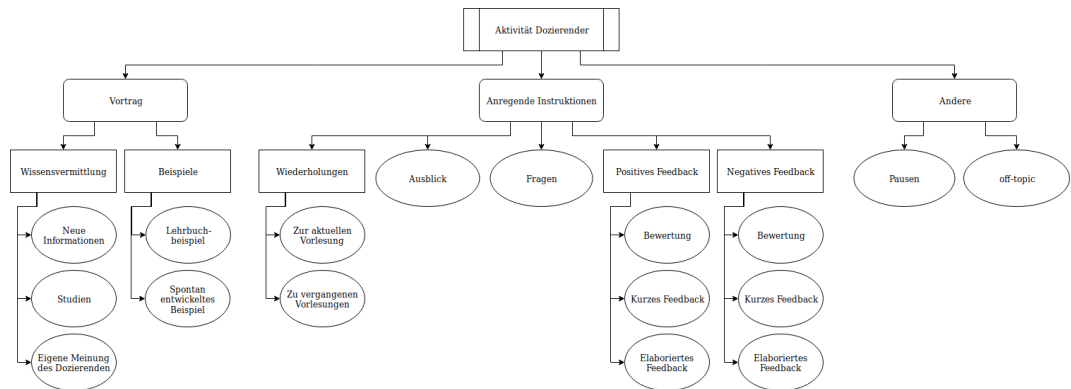 Aktivität Dozierender
Vortrag
Anregende Instruktionen
Andere
Wissensvermittlung
Beispiele
Wiederholungen
Ausblick
Fragen
Positives Feedback
Negatives Feedback
Pausen
off-topic
Neue
Informationen
Lehrbuch-
beispiel
Zur aktuellen
Vorlesung
Bewertung
Bewertung
Studien
Spontan
entwickeltes
Beispiel
Zu vergangenen
Vorlesungen
Kurzes Feedback
Kurzes Feedback
Eigene Meinung
des Dozierenden
Elaboriertes
Feedback
Elaboriertes
Feedback